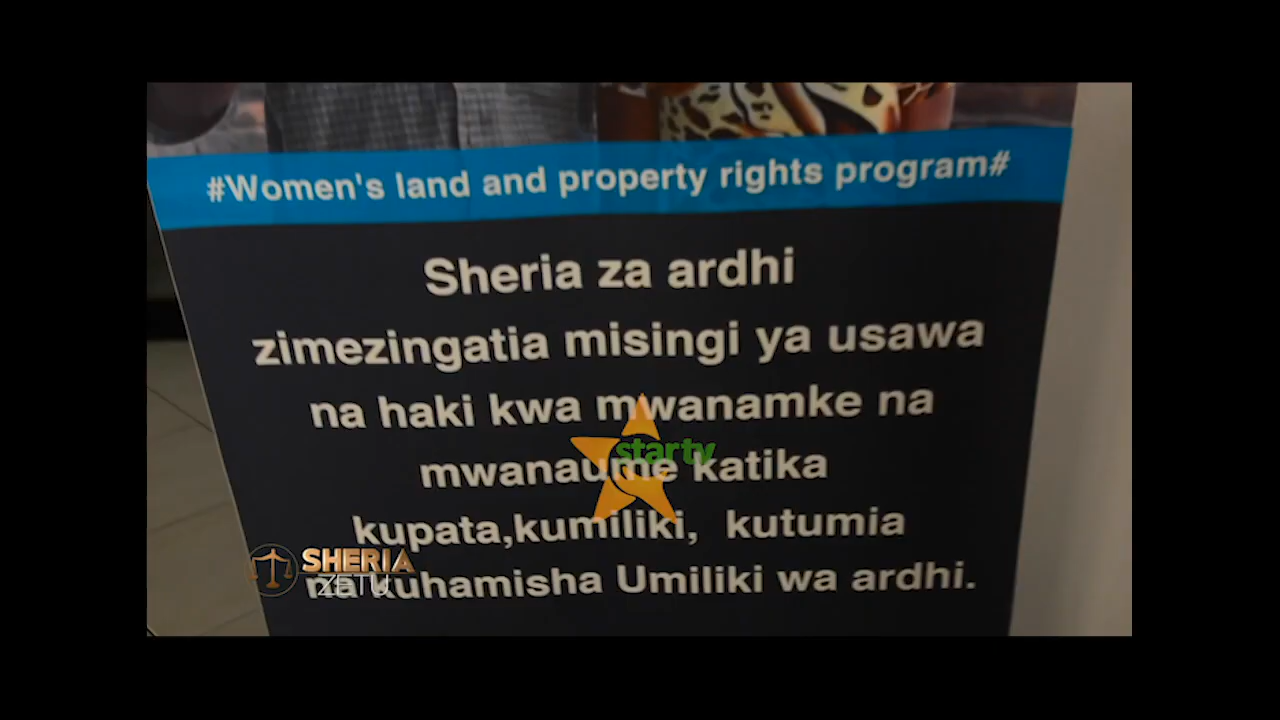 #Women's land and property rights program#
Sheria za ardhi
zimezingatia misingi ya usawa
na haki kwa mwanamke na
mwanaume katika
startv
kupata,kumiliki, kutumia
na kuhamisha Umiliki wa ardhi.
SHERIA
ZETU